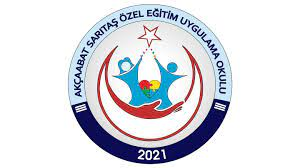 AKÇAABAT SARITAŞ ÖZEL EĞİTİM UYGULAMA OKULU
2021